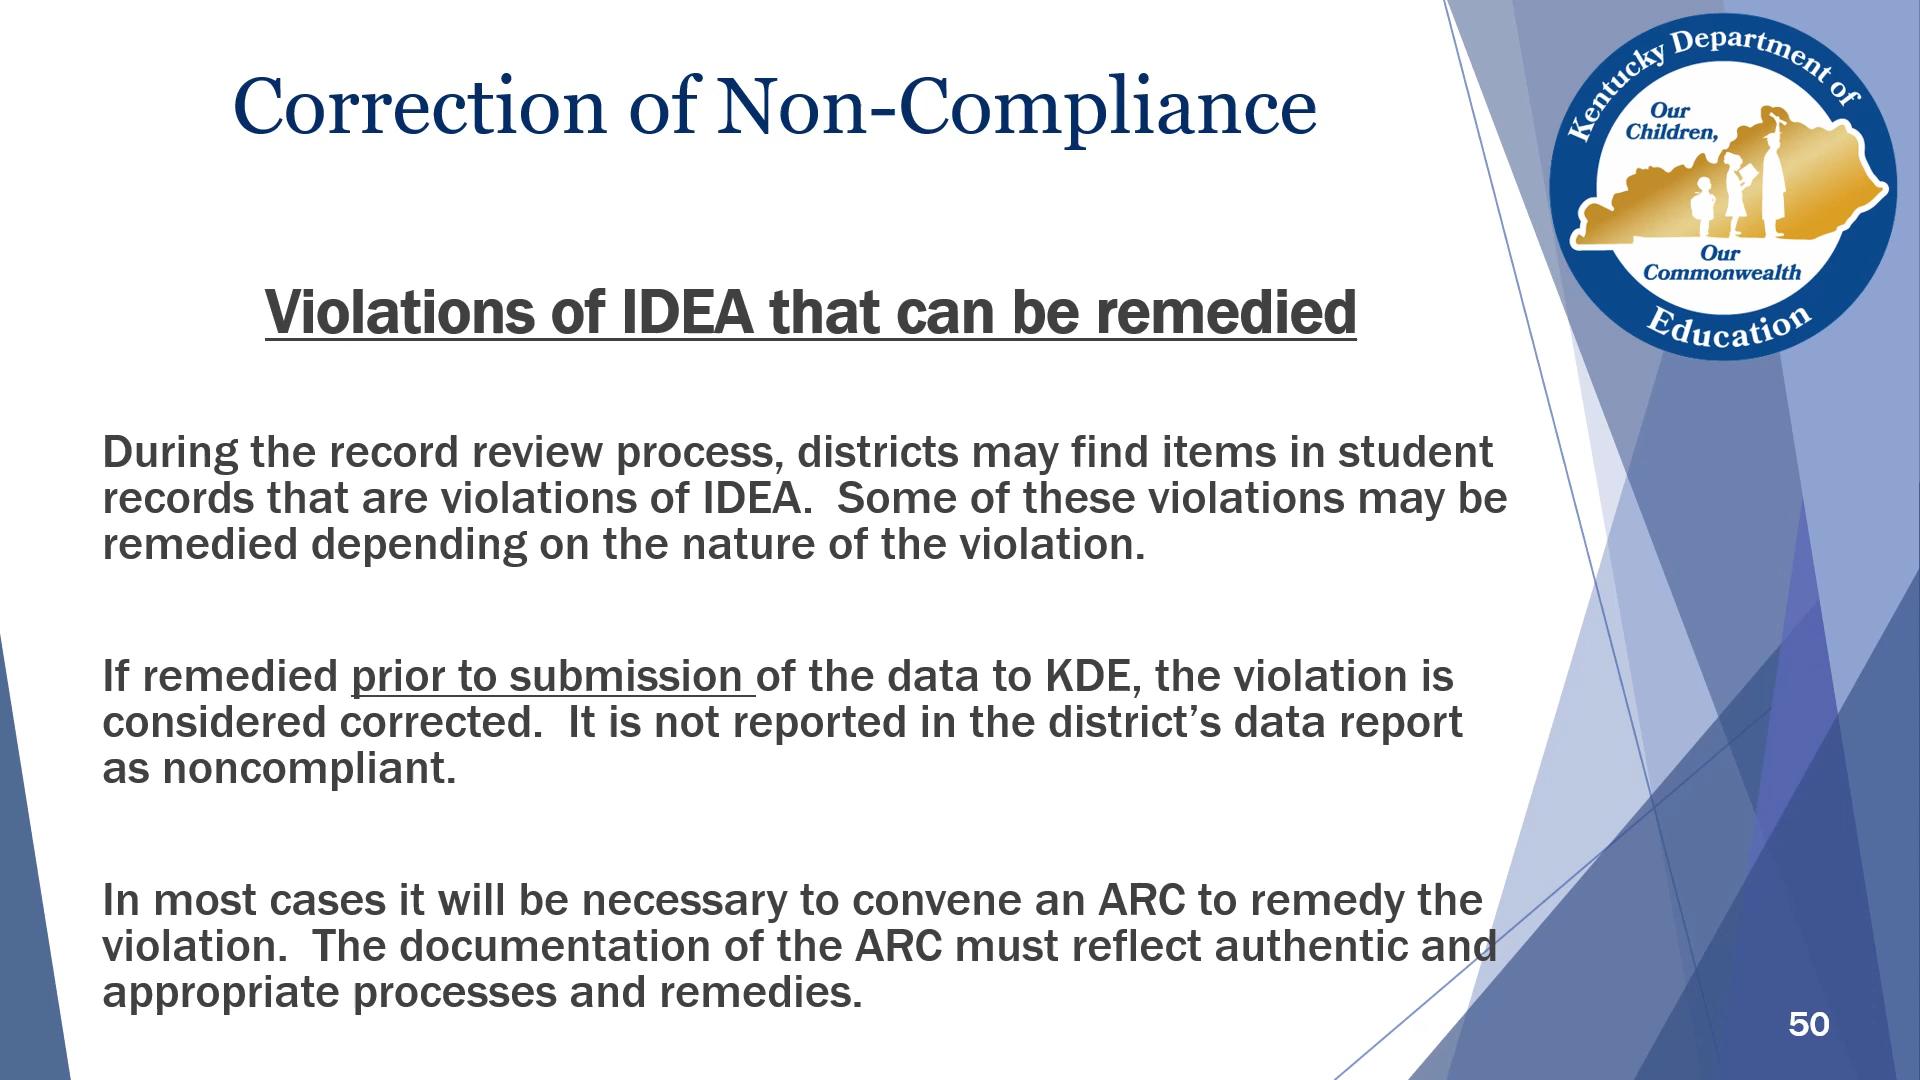 Correction of Non-Compliance
Kentucky Department of
Our
Children,
Our
Commonwealth
Education
Violations of IDEA that can be remedied
During the record review process, districts may find items in student
records that are violations of IDEA.  Some of these violations may be
remedied depending on the nature of the violation.
If remedied prior to submission of the data to KDE, the violation is
considered corrected.  It is not reported in the district’s data report
as noncompliant.
In most cases it will be necessary to convene an ARC to remedy the
violation.  The documentation of the ARC must reflect authentic and
appropriate processes and remedies.
50